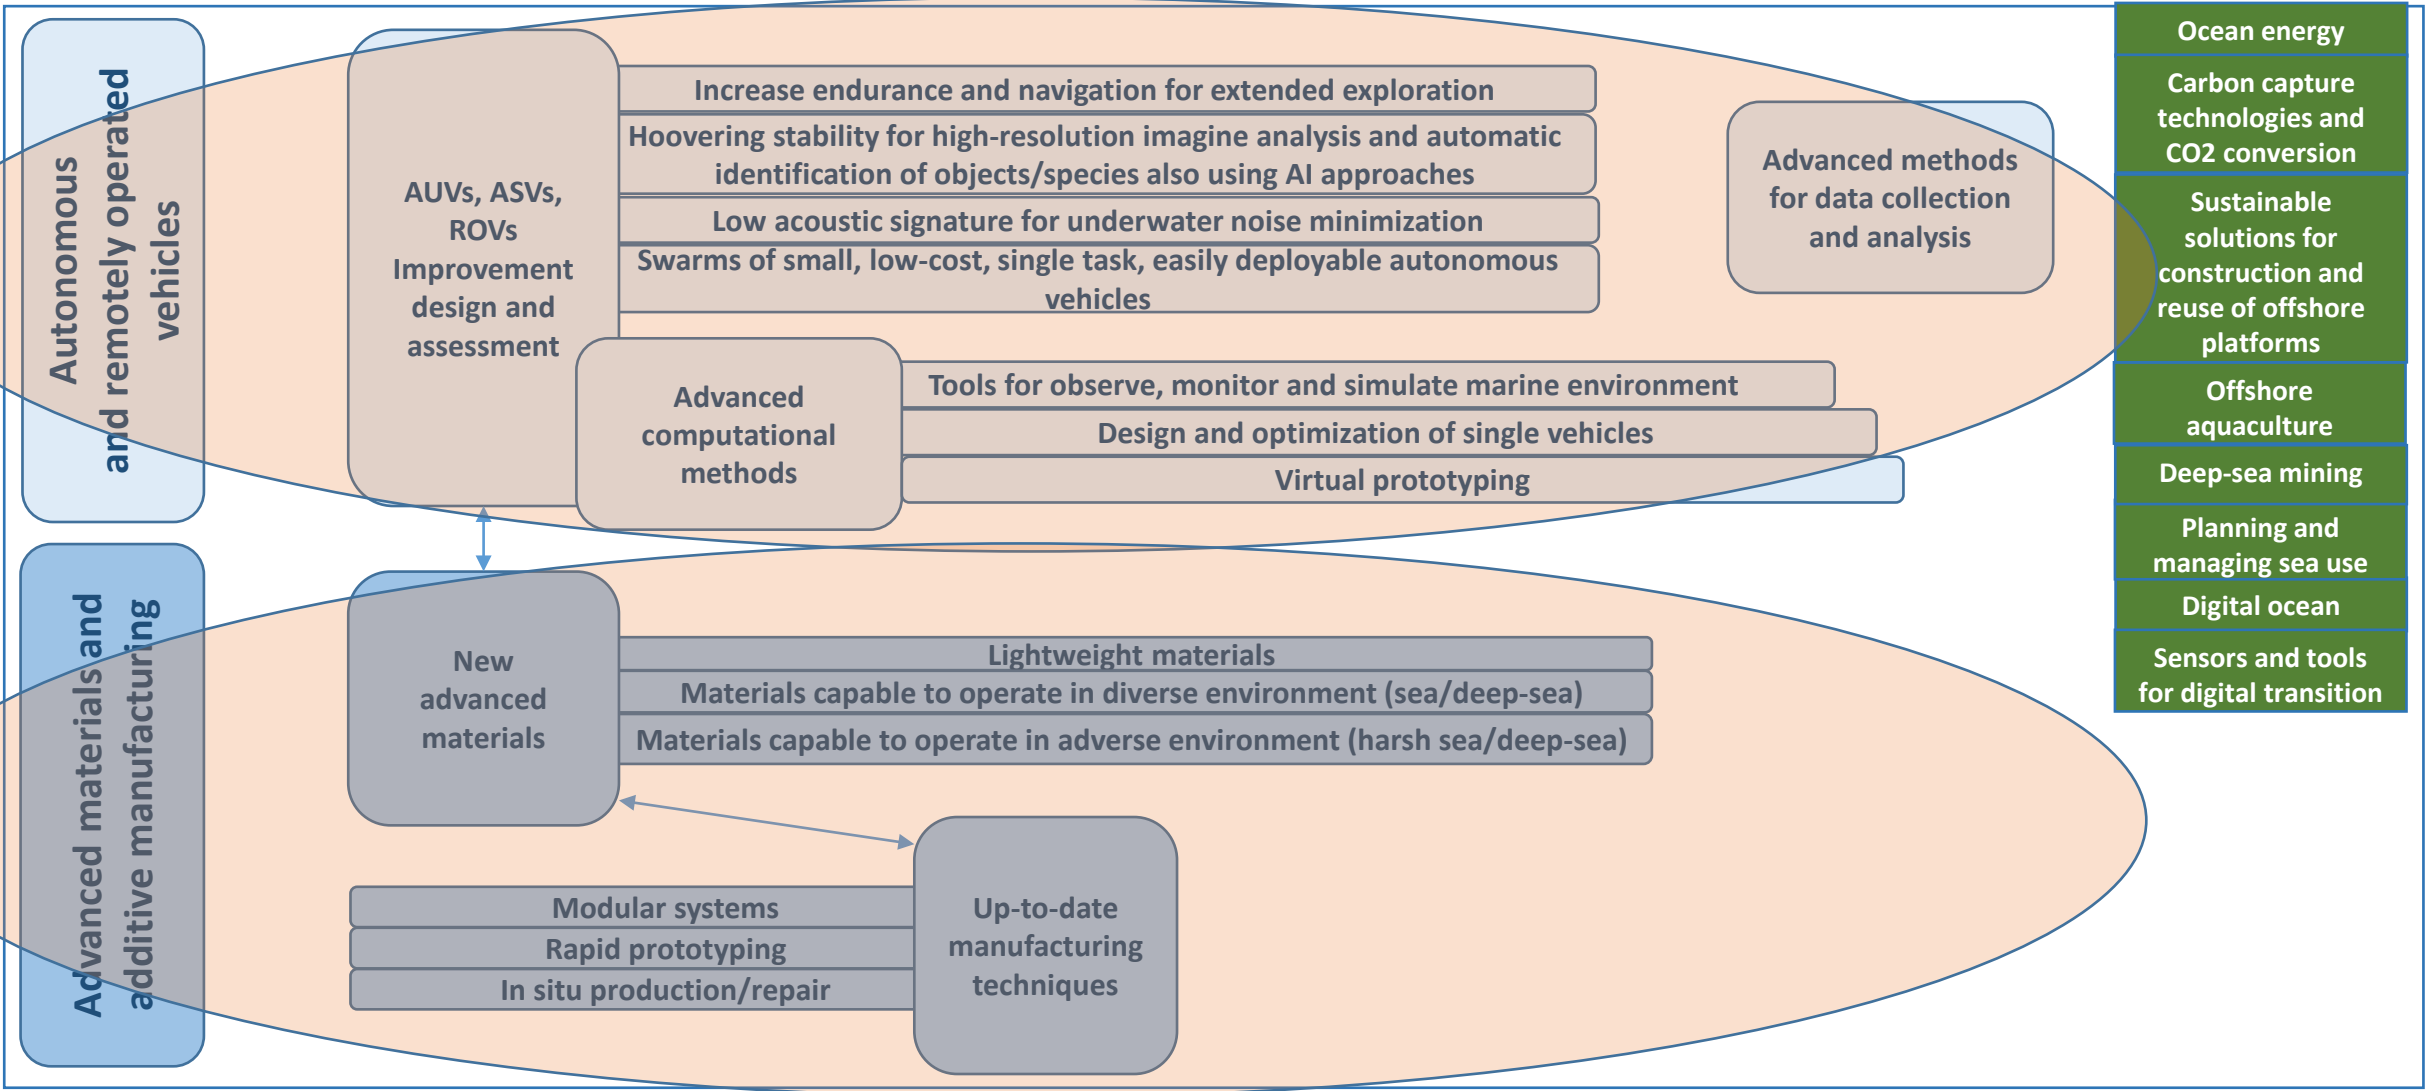 Autonomous
and remotely operated
vehicles
AUVs, ASVs,
ROVs
Improvement
design and
assessment
Increase endurance and navigation for extended exploration
Hoovering stability for high-resolution imagine analysis and automatic
identification of objects/species also using AI approaches
Low acoustic signature for underwater noise minimization
Swarms of small, low-cost, single task, easily deployable autonomous
vehicles
Advanced methods
for data collection
and analysis
Advanced
computational
methods
Tools for observe, monitor and simulate marine environment
Design and optimization of single vehicles
Virtual prototyping
Advanced materials and
additive manufacturing
New
advanced
materials
Lightweight materials
Materials capable to operate in diverse environment (sea/deep-sea)
Materials capable to operate in adverse environment (harsh sea/deep-sea)
Modular systems
Rapid prototyping
In situ production/repair
Up-to-date
manufacturing
techniques
Ocean energy
Carbon capture
technologies and
CO2 conversion
Sustainable
solutions for
construction and
reuse of offshore
platforms
Offshore
aquaculture
Deep-sea mining
Planning and
managing sea use
Digital ocean
Sensors and tools
for digital transition